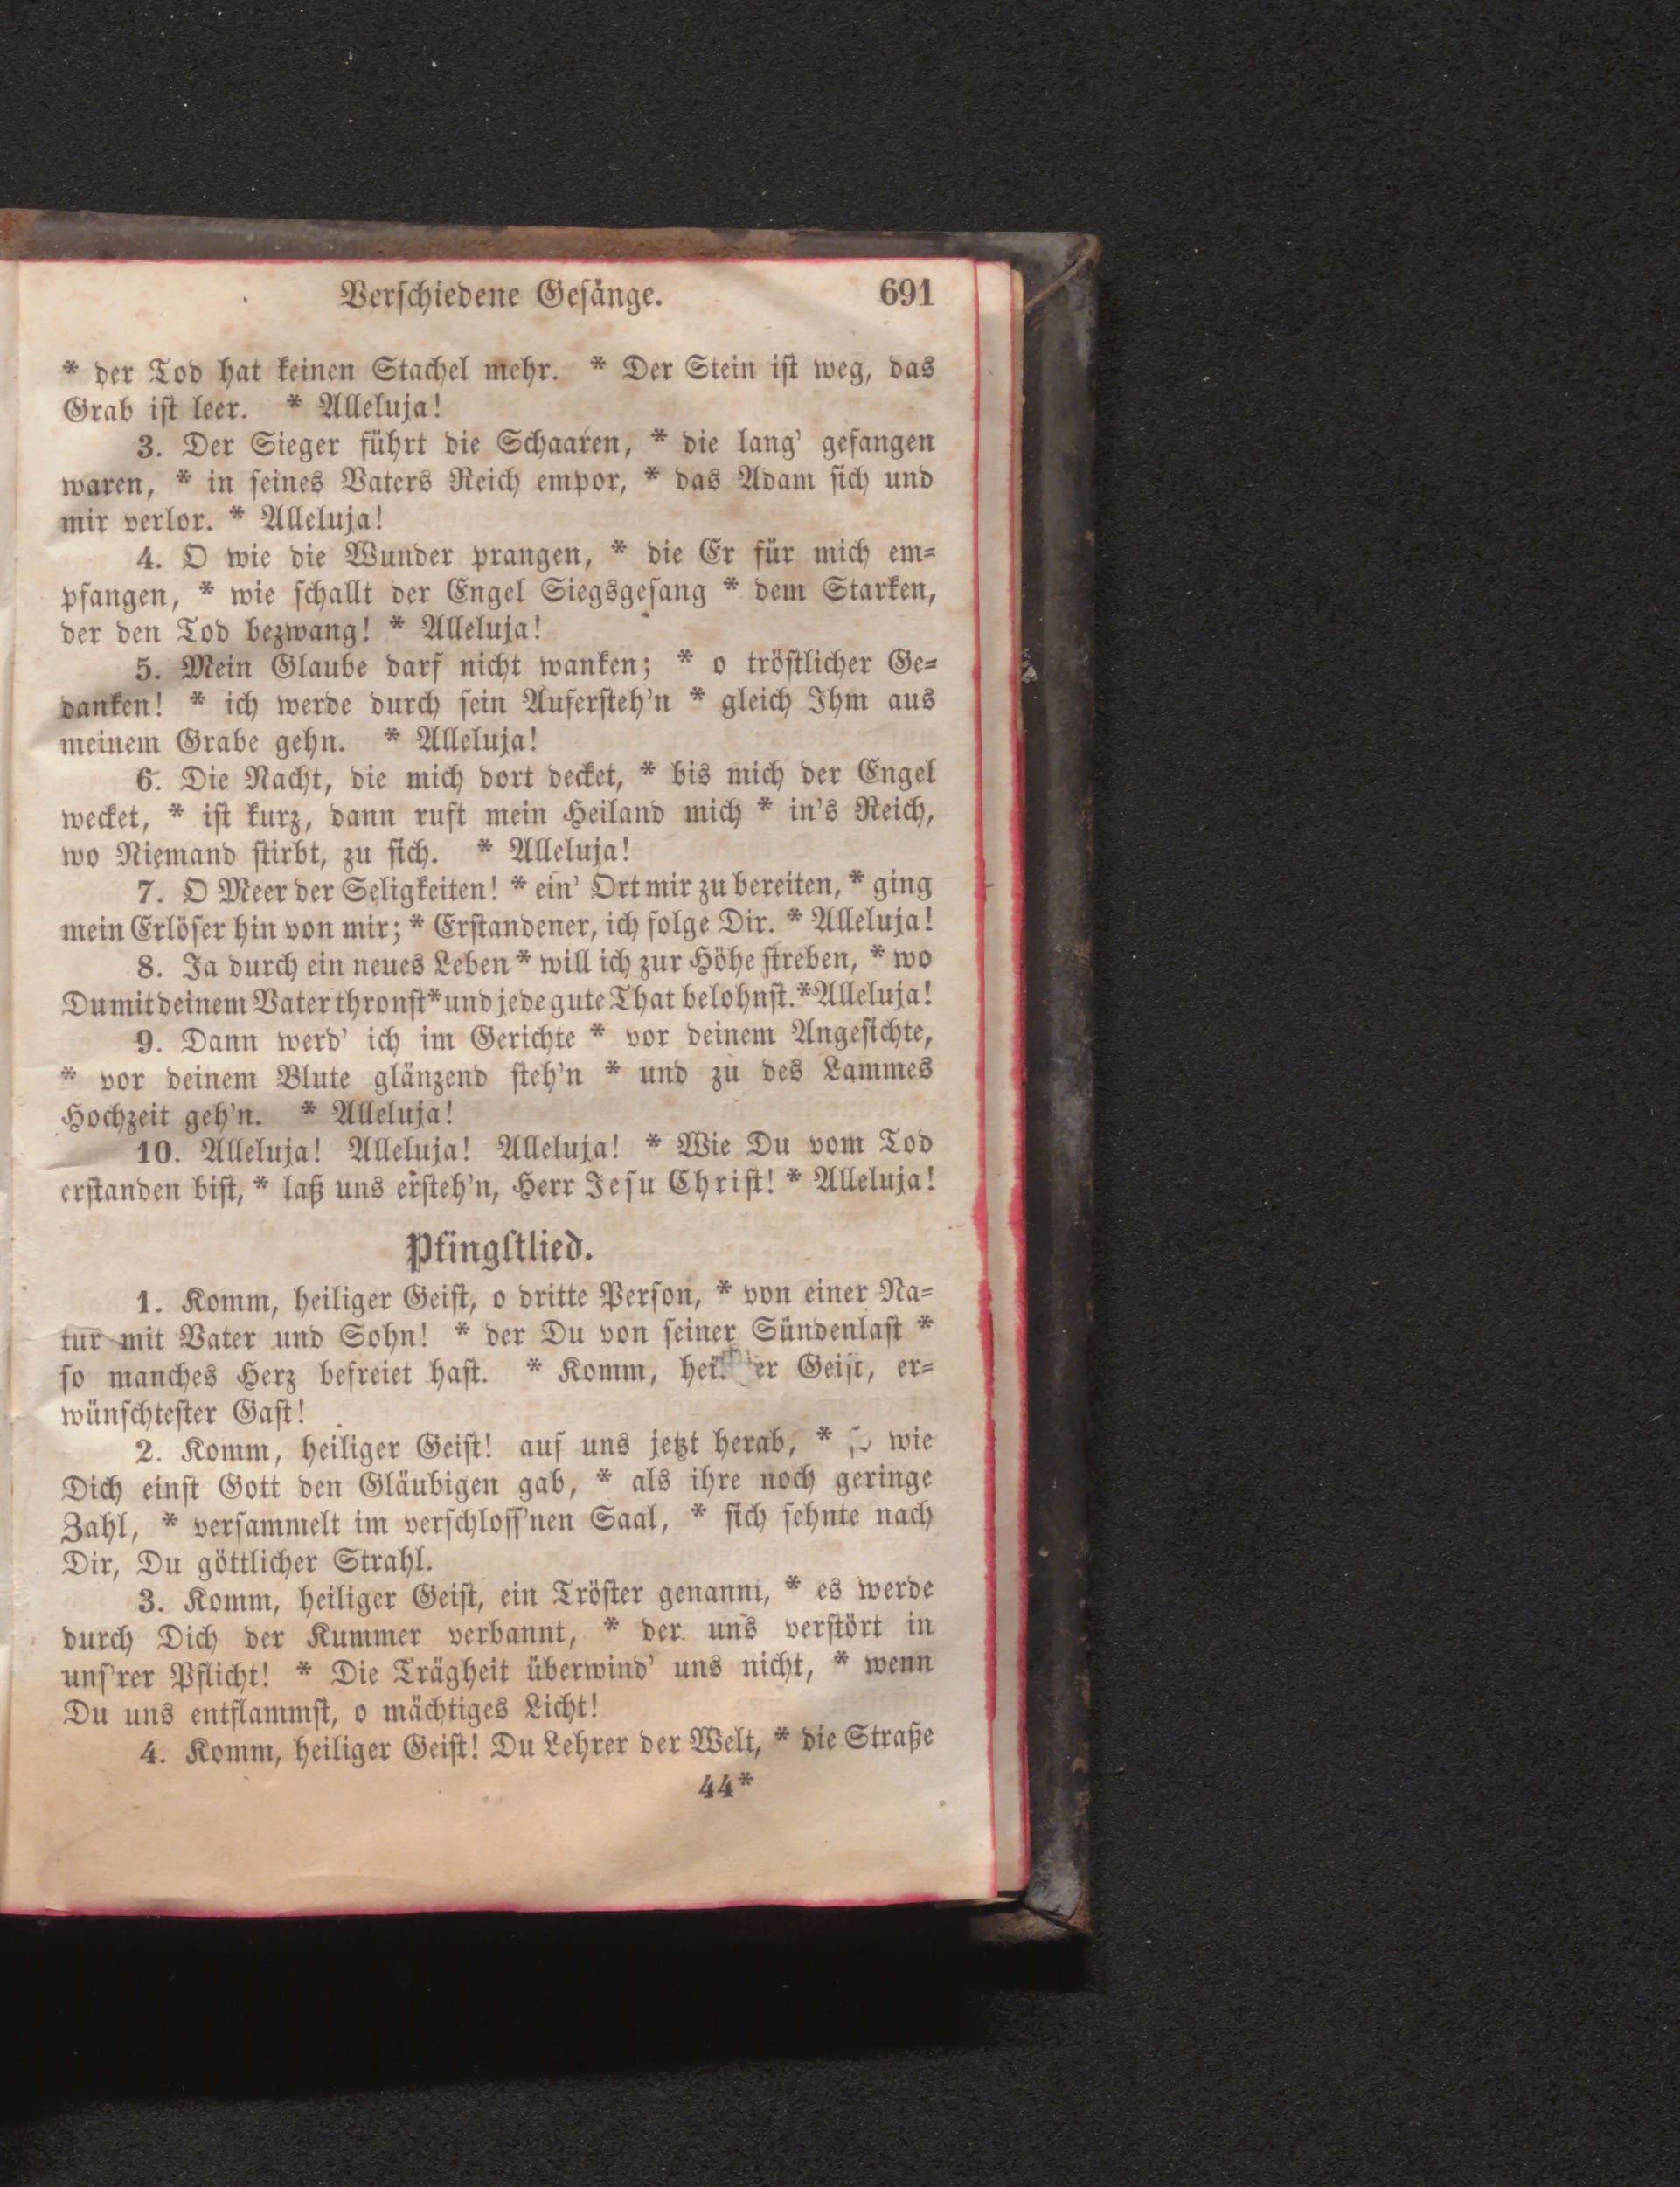 Verschiedene Gesänge. 691
* der Tod hat keinen Stachel mehr. * Der Stein ist weg, das
Grab ist leer. * Alleluja!
3. Der Sieger führt die Schaaren, * die lang' gefangen
waren, * in seines Vaters Reich empor, * das Adam sich und
mir verlor. * Alleluja!
4. O wie die Wunder prangen, * die Er für mich em-
pfangen, * wie schallt der Engel Siegsgesang * dem Starken,
der den Tod bezwang! * Alleluja!
5. Mein Glaube darf nicht wanken; * o tröstlicher Ge-
danken! * ich werde durch sein Aufersteh'n * gleich Ihm aus
meinem Grabe gehn. * Alleluja!
6. Die Nacht, die mich dort decket, * bis mich der Engel
wecket, * ist kurz, dann ruft mein Heiland mich * in's Reich,
wo Niemand stirbt, zu sich. * Alleluja!
7. O Meer der Seligkeiten! * ein' Ort mir zu bereiten, * ging
mein Erlöser hin von mir; * Erstandener, ich folge Dir. * Alleluja!
8. Ja durch ein neues Leben * will ich zur Höhe streben, * wo
Du mit deinem Vater thronst * und jede gute That belohnst. * Alleluja!
9. Dann werd' ich im Gerichte * vor deinem Angesichte,
* vor deinem Blute glänzend steh'n * und zu des Lammes
Hochzeit geh'n. * Alleluja!
10. Alleluja! Alleluja! Alleluja! * Wie Du vom Tod
erstanden bist, * laß uns ersteh'n, Herr Jesu Christ! * Alleluja!
Pfingstlied.
1. Komm, heiliger Geist, o dritte Person, * von einer Na-
tur mit Vater und Sohn! * der Du von seiner Sündenlast *
so manches Herz befreiet hast. * Komm, heiliger Geist, er-
wünschtester Gast!
2. Komm, heiliger Geist! auf uns jetzt herab, * so wie
Dich einst Gott den Gläubigen gab, * als ihre noch geringe
Zahl, * versammelt im verschloss'nen Saal, * sich sehnte nach
Dir, Du göttlicher Strahl.
3. Komm, heiliger Geist, ein Tröster genannt, * es werde
durch Dich der Kummer verbannt, * der uns verstört in
uns'rer Pflicht! * Die Trägheit überwind' uns nicht, * wenn
Du uns entflammst, o mächtiges Licht!
4. Komm, heiliger Geist! Du Lehrer der Welt, * die Straße
44*